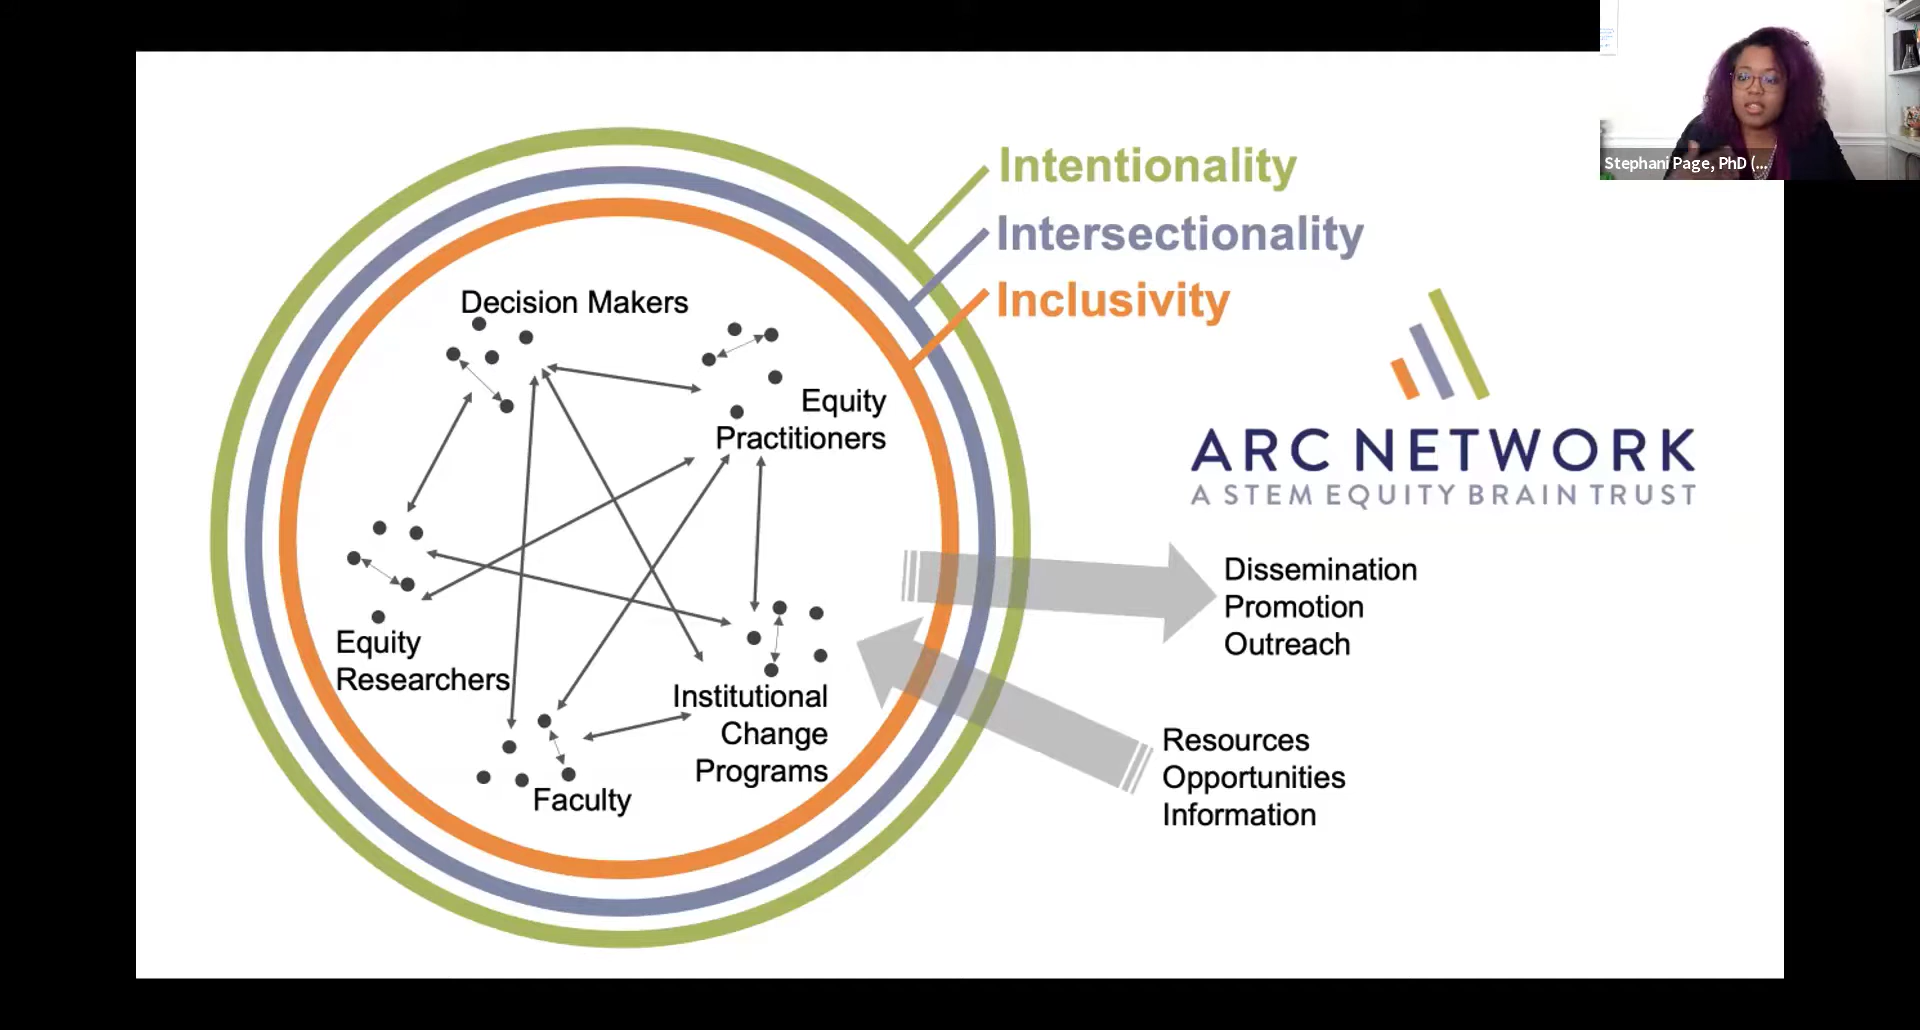 Stephani Page, PhD (...
Intentionality
Intersectionality
Inclusivity
Decision Makers
Equity
Practitioners
Equity
Researchers
Institutional
Change
Programs
Faculty
ARC NETWORK
A STEM EQUITY BRAIN TRUST
Dissemination
Promotion
Outreach
Resources
Opportunities
Information